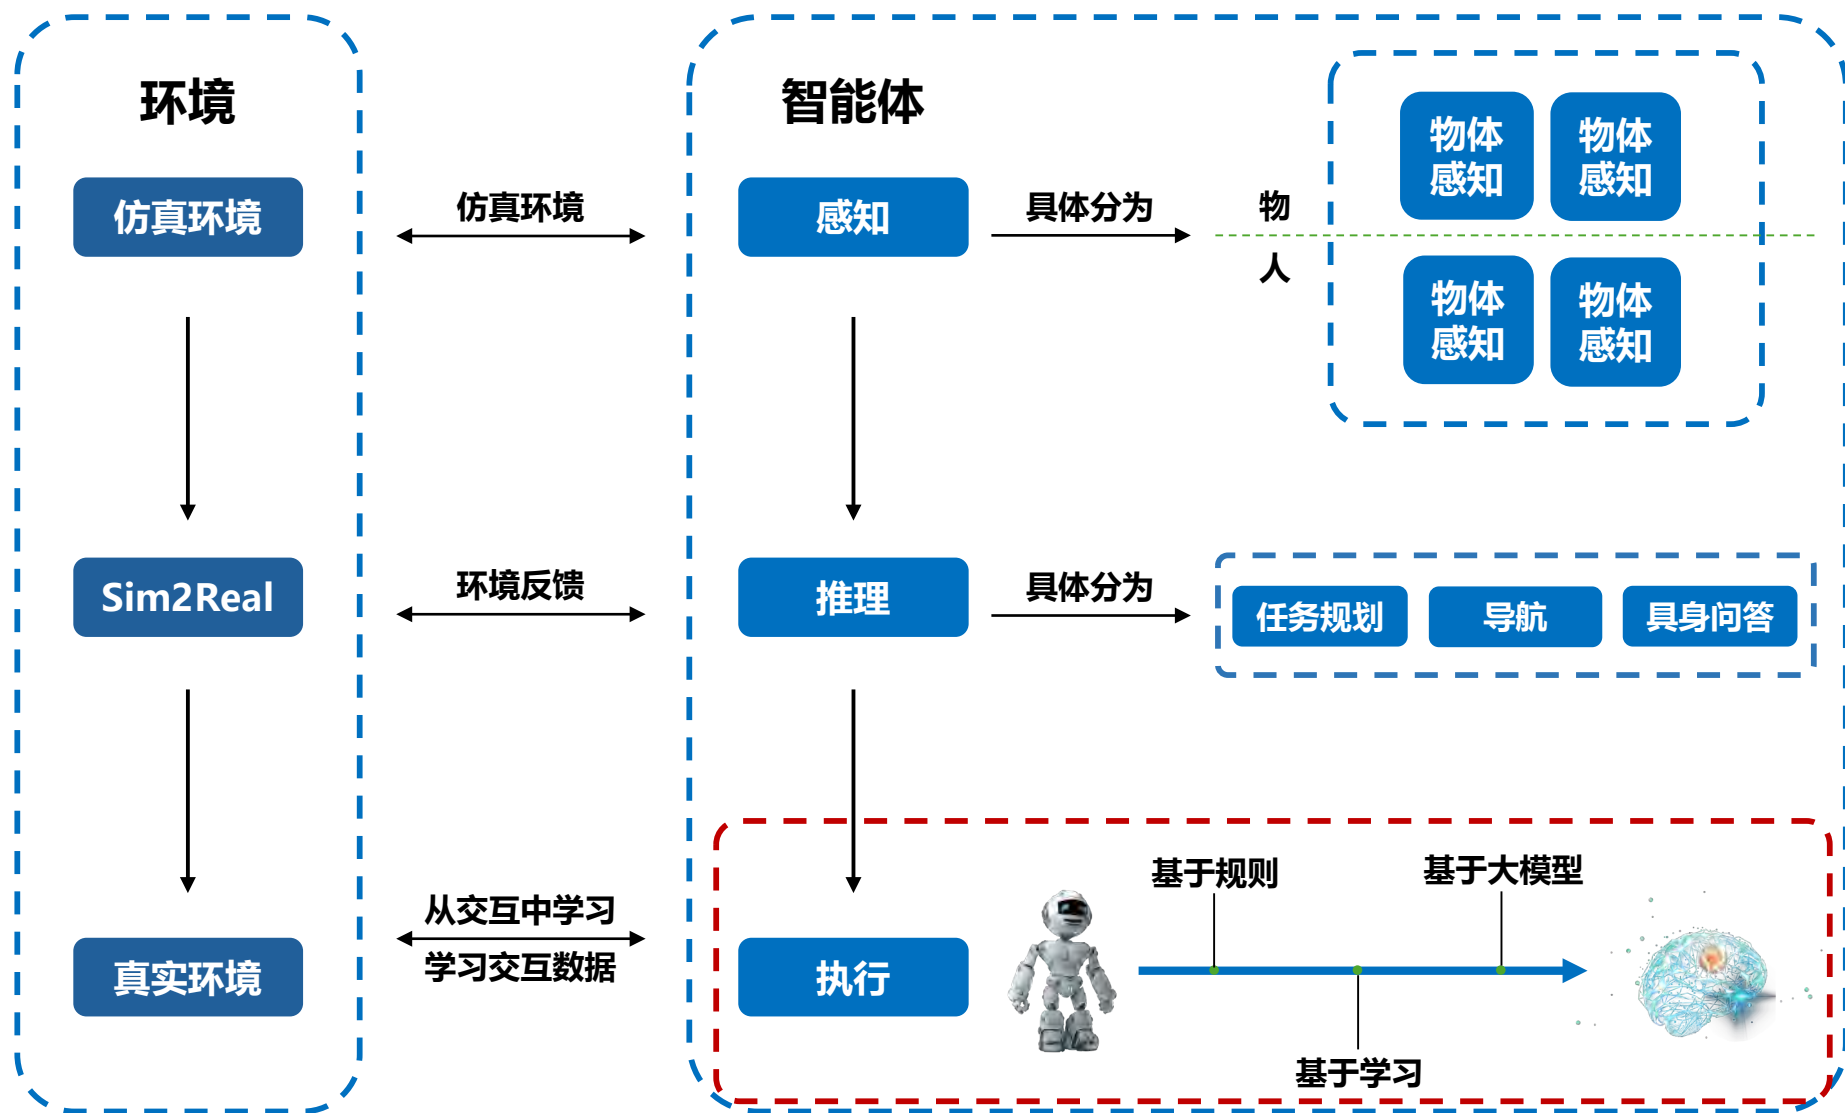 环境
智能体
仿真环境
仿真环境
感知
具体分为
物
人
物体
感知
物体
感知
物体
感知
物体
感知
Sim2Real
环境反馈
推理
具体分为
任务规划
导航
具身问答
真实环境
从交互中学习
学习交互数据
执行
基于规则
基于大模型
基于学习